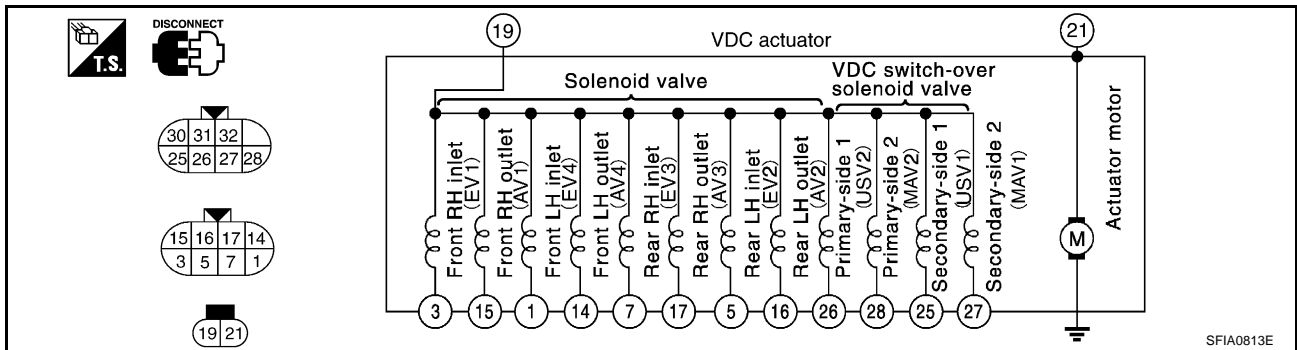 DISCONNECT
T.S.
19
VDC actuator
21
Solenoid valve
VDC switch-over
solenoid valve
30 31 32
25 26 27 28
15 16 17 14
3 5 7 1
19 21
Front RH inlet
(EV1)
Front RH outlet
(AV1)
Front LH inlet
(EV4)
Front LH outlet
(AV4)
Rear RH inlet
(EV3)
Rear RH outlet
(AV3)
Rear LH inlet
(EV2)
Rear LH outlet
(AV2)
Primary-side 1
(USV2)
Primary-side 2
(MAV2)
Secondary-side 1
(USV1)
Secondary-side 2
(MAV1)
Actuator motor
M
3 15 1 14 7 17 5 16 26 28 25 27
SFIA0813E